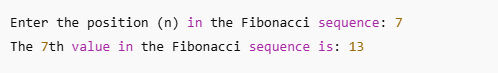 Enter the position (n) in the Fibonacci sequence: 7
The 7th value in the Fibonacci sequence is: 13